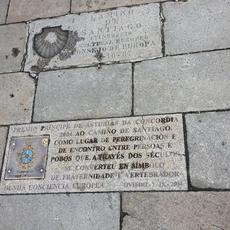 CAMINO
DE
SANTIAGO
ITINERARIO
CULTURAL EUROPEO
CONSEJO DE EUROPA
PREMIO PRINCIPE DE ASTURIAS DA CONCORDIA
2004 AO CAMIÑO DE SANTIAGO,
COMO LUGAR DE PEREGRINACIÓN E
DE ENCONTRO ENTRE PERSOAS E
POBOS QUE A TRAVÉS DOS SÉCULOS
SE CONVERTEU EN SÍMBOLO
DE FRATERNIDADE E VERTEBRADOR
DUNHA CONCIENCIA EUROPEA
OVIEDO